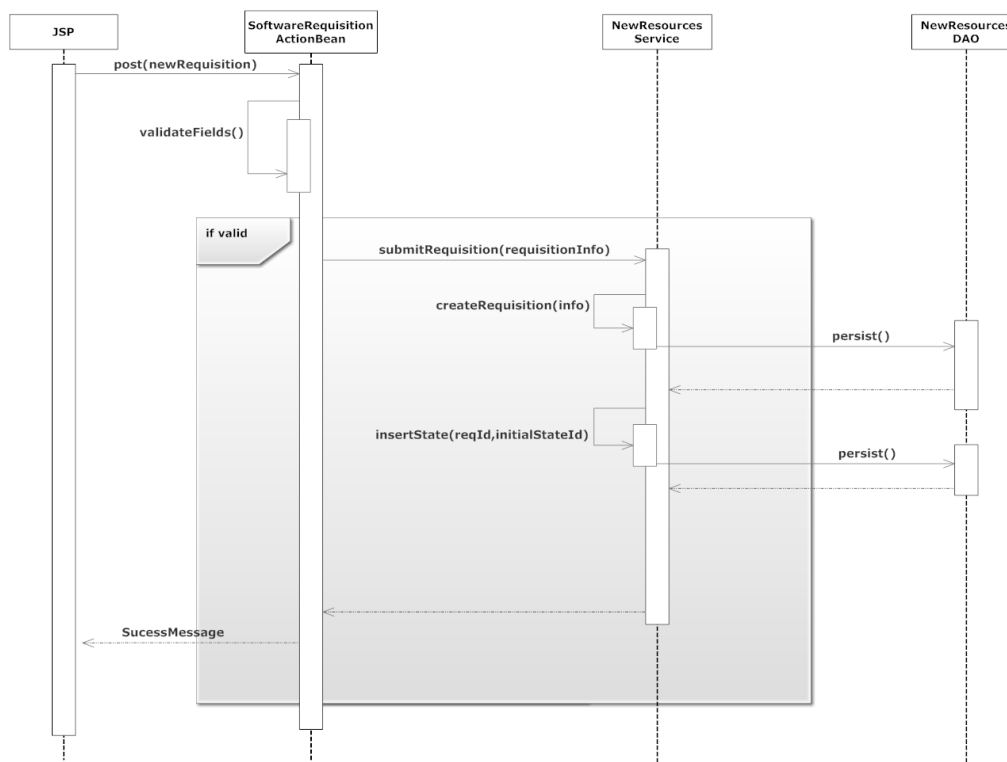 JSP
SoftwareRequisition
ActionBean
NewResources
Service
NewResources
DAO
post(newRequisition)
validateFields()
if valid
submitRequisition(requisitionInfo)
createRequisition(info)
persist()
insertState(reqId,initialStateId)
persist()
SucessMessage